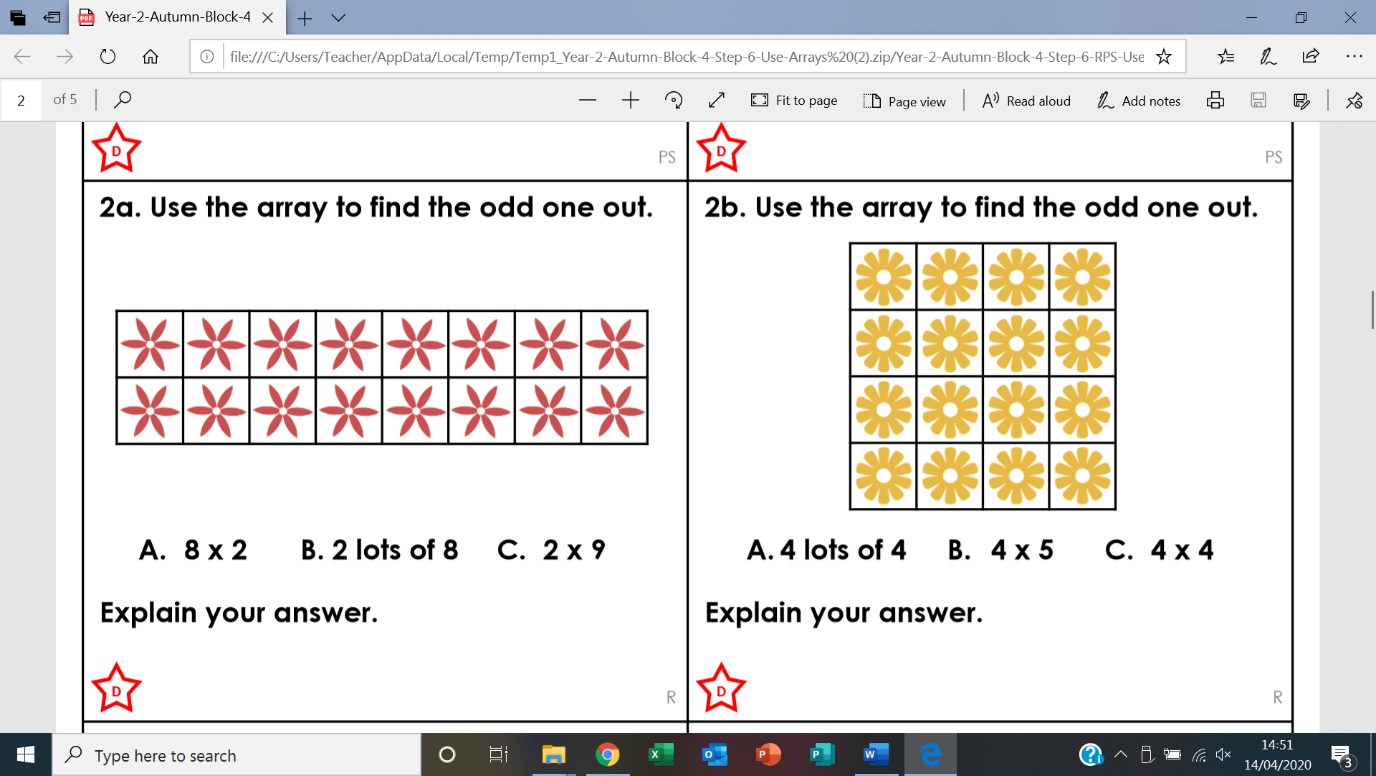 Year-2-Autumn-Block-4
file:///C:/Users/Teacher/AppData/Local/Temp/Temp1_Year-2-Autumn-Block-4-Step-6-Use-Arrays%20(2).zip/Year-2-Autumn-Block-4-Step-6-RPS-Use
2 of 5
Fit to page
Page view
Read aloud
Add notes
D
PS
D
PS
2a. Use the array to find the odd one out.
A. 8 x 2 B. 2 lots of 8 C. 2 x 9
Explain your answer.
D
R
2b. Use the array to find the odd one out.
A. 4 lots of 4 B. 4 x 5 C. 4 x 4
Explain your answer.
D
R
Type here to search
14:51
14/04/2020
3